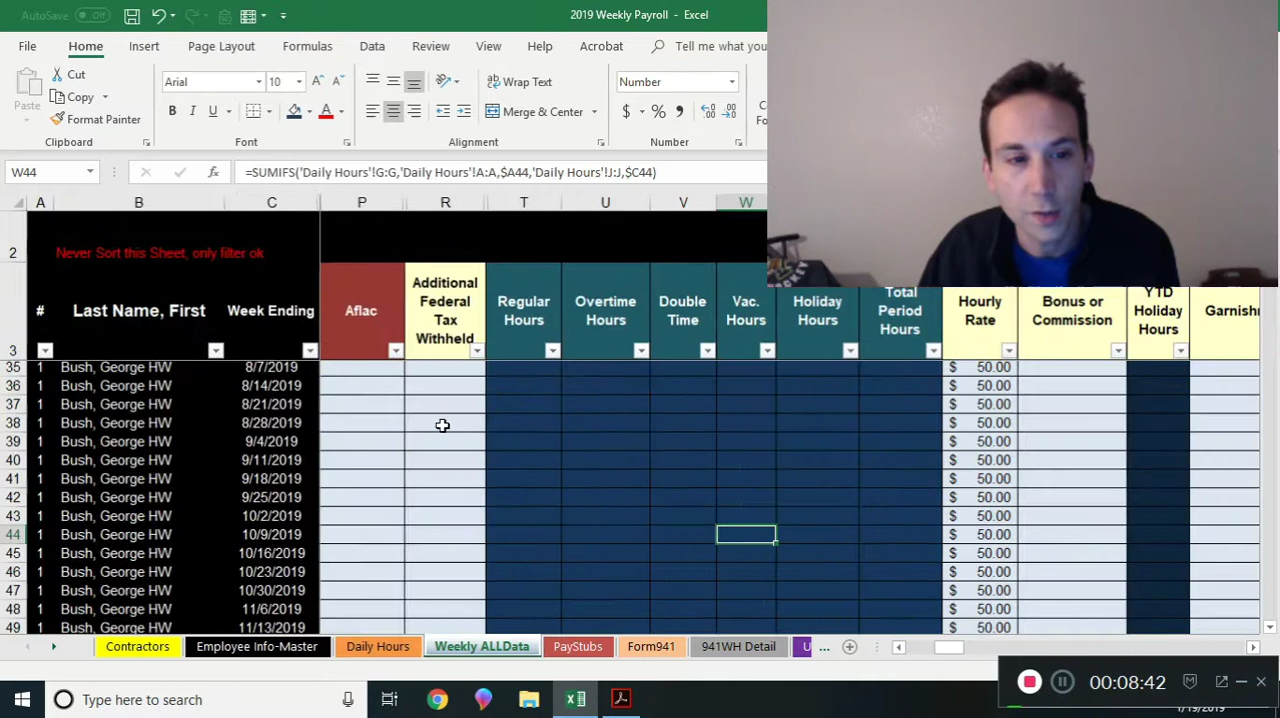 AutoSave Off
2019 Weekly Payroll - Excel
File Home Insert Page Layout Formulas Data Review View Help Acrobat Tell me what you
Paste
Cut
Copy
Format Painter
Clipboard
Arial 10
B I U
Font
Wrap Text
Merge & Center
Alignment
Number
$ %
Number
W44
=SUMIFS('Daily Hours'!G:G,'Daily Hours'!A:A,$A44,'Daily Hours'!J:J,$C44)
A B C P R T U V W
2 Never Sort this Sheet, only filter ok
3 # Last Name, First Week Ending Aflac Additional Federal Tax Withheld Regular Hours Overtime Hours Double Time Vac. Hours Holiday Hours Total Period Hours Hourly Rate Bonus or Commission YTD Holiday Hours Garnishm
35 1 Bush, George HW 8/7/2019 $ 50.00
36 1 Bush, George HW 8/14/2019 $ 50.00
37 1 Bush, George HW 8/21/2019 $ 50.00
38 1 Bush, George HW 8/28/2019 $ 50.00
39 1 Bush, George HW 9/4/2019 $ 50.00
40 1 Bush, George HW 9/11/2019 $ 50.00
41 1 Bush, George HW 9/18/2019 $ 50.00
42 1 Bush, George HW 9/25/2019 $ 50.00
43 1 Bush, George HW 10/2/2019 $ 50.00
44 1 Bush, George HW 10/9/2019 $ 50.00
45 1 Bush, George HW 10/16/2019 $ 50.00
46 1 Bush, George HW 10/23/2019 $ 50.00
47 1 Bush, George HW 10/30/2019 $ 50.00
48 1 Bush, George HW 11/6/2019 $ 50.00
49 1 Bush, George HW 11/13/2019 $ 50.00
Contractors Employee Info-Master Daily Hours Weekly ALLData PayStubs Form941 941WH Detail U ...
00:08:42
Type here to search
1/19/2019